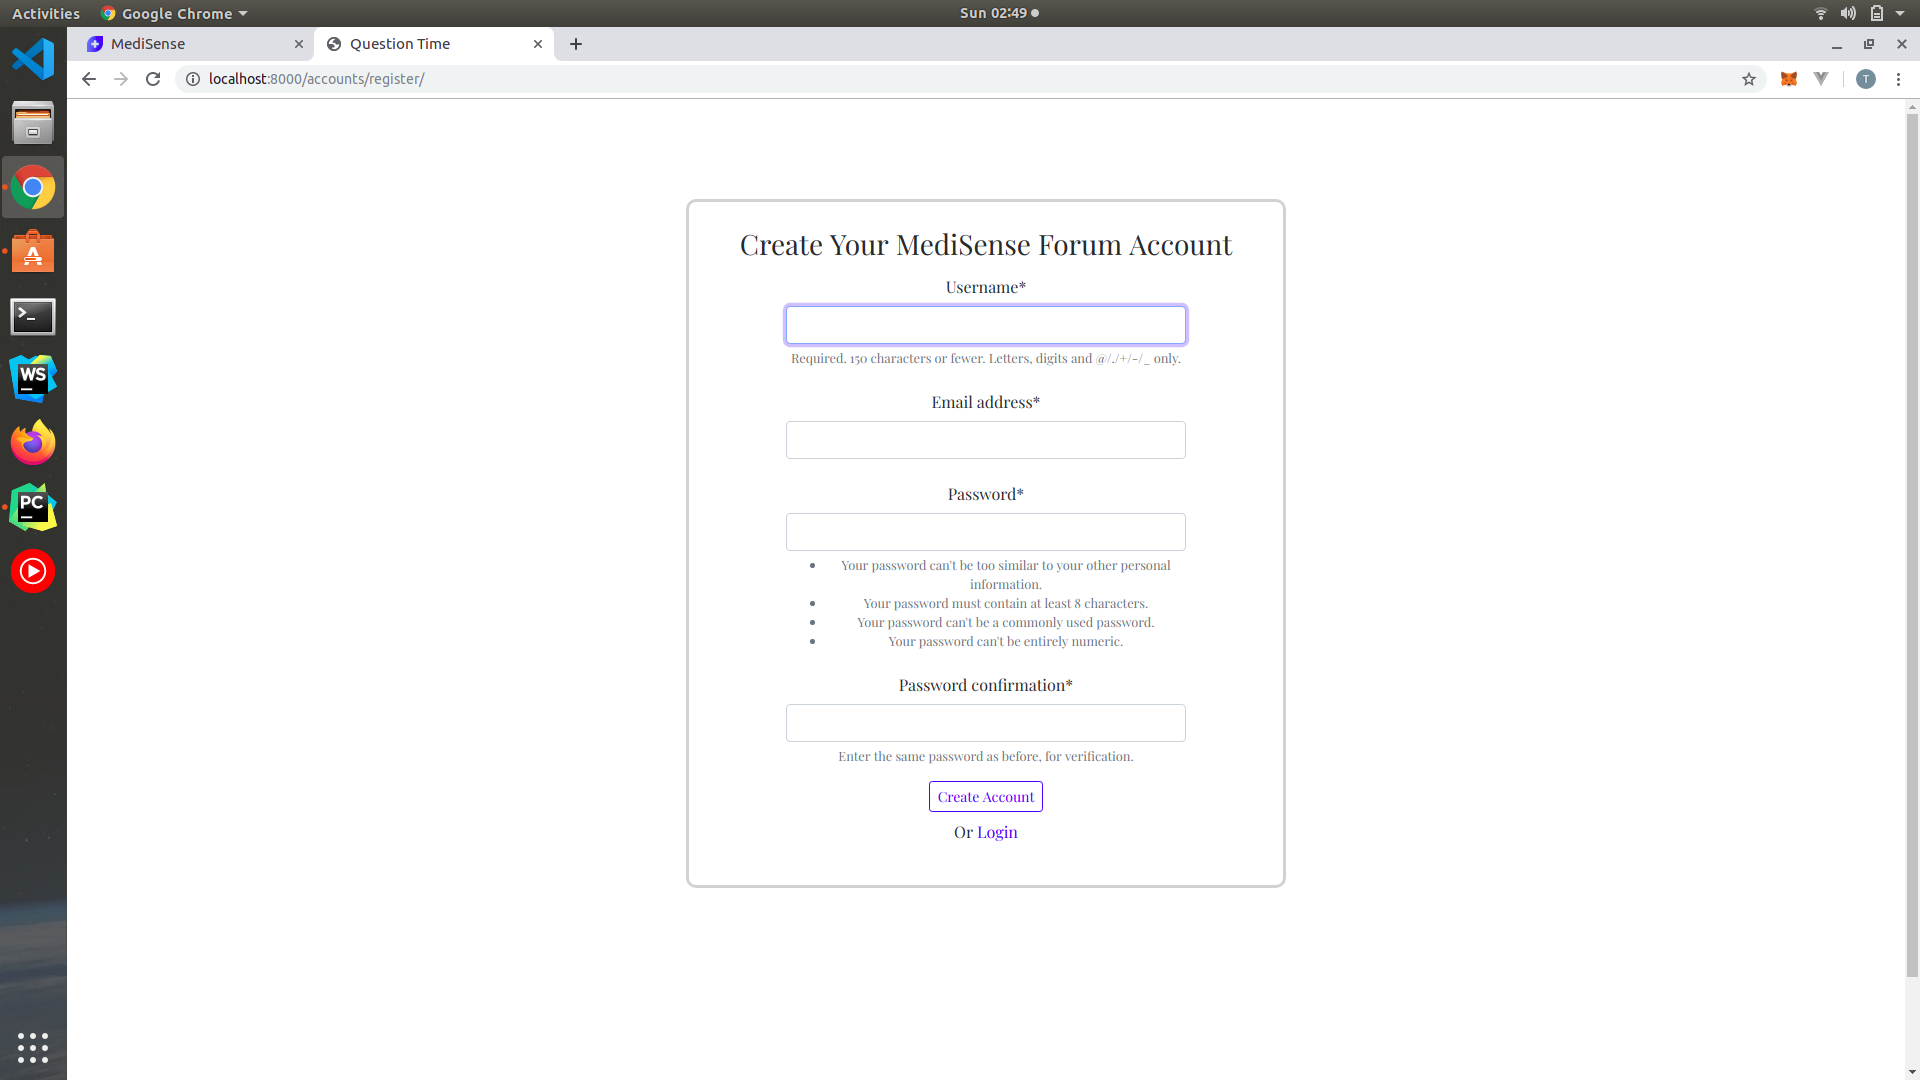 Activities
Google Chrome
Sun 02:49
MediSense
Question Time
localhost:8000/accounts/register/
T
WS
PC
Create Your MediSense Forum Account
Username*
Required. 150 characters or fewer. Letters, digits and @/./+/-/_ only.
Email address*
Password*
Your password can't be too similar to your other personal
information.
Your password must contain at least 8 characters.
Your password can't be a commonly used password.
Your password can't be entirely numeric.
Password confirmation*
Enter the same password as before, for verification.
Create Account
Or Login